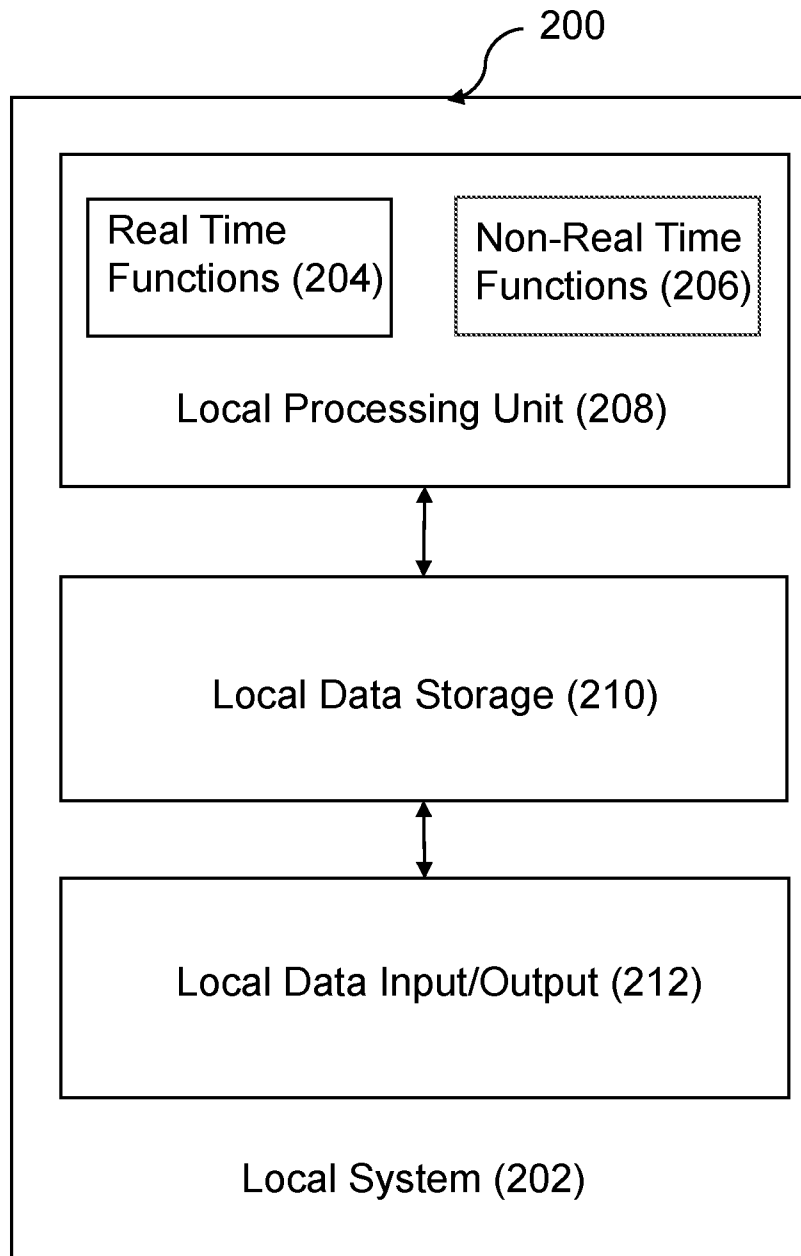 200
Real Time
Functions (204)
Non-Real Time
Functions (206)
Local Processing Unit (208)
Local Data Storage (210)
Local Data Input/Output (212)
Local System (202)